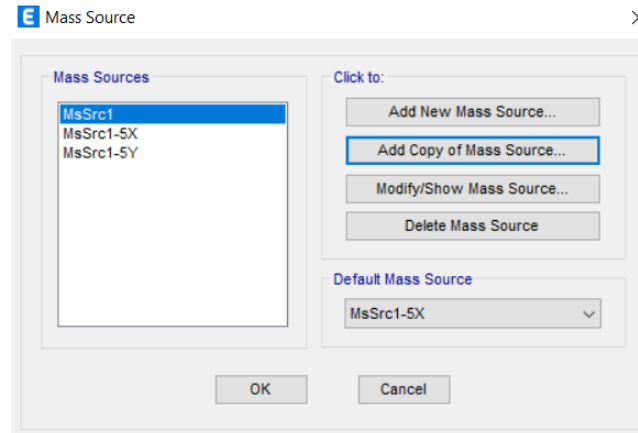 E Mass Source
Mass Sources
MsSrc1
MsSrc1-5X
MsSrc1-5Y
Click to:
Add New Mass Source...
Add Copy of Mass Source...
Modify/Show Mass Source...
Delete Mass Source
Default Mass Source
MsSrc1-5X
OK
Cancel